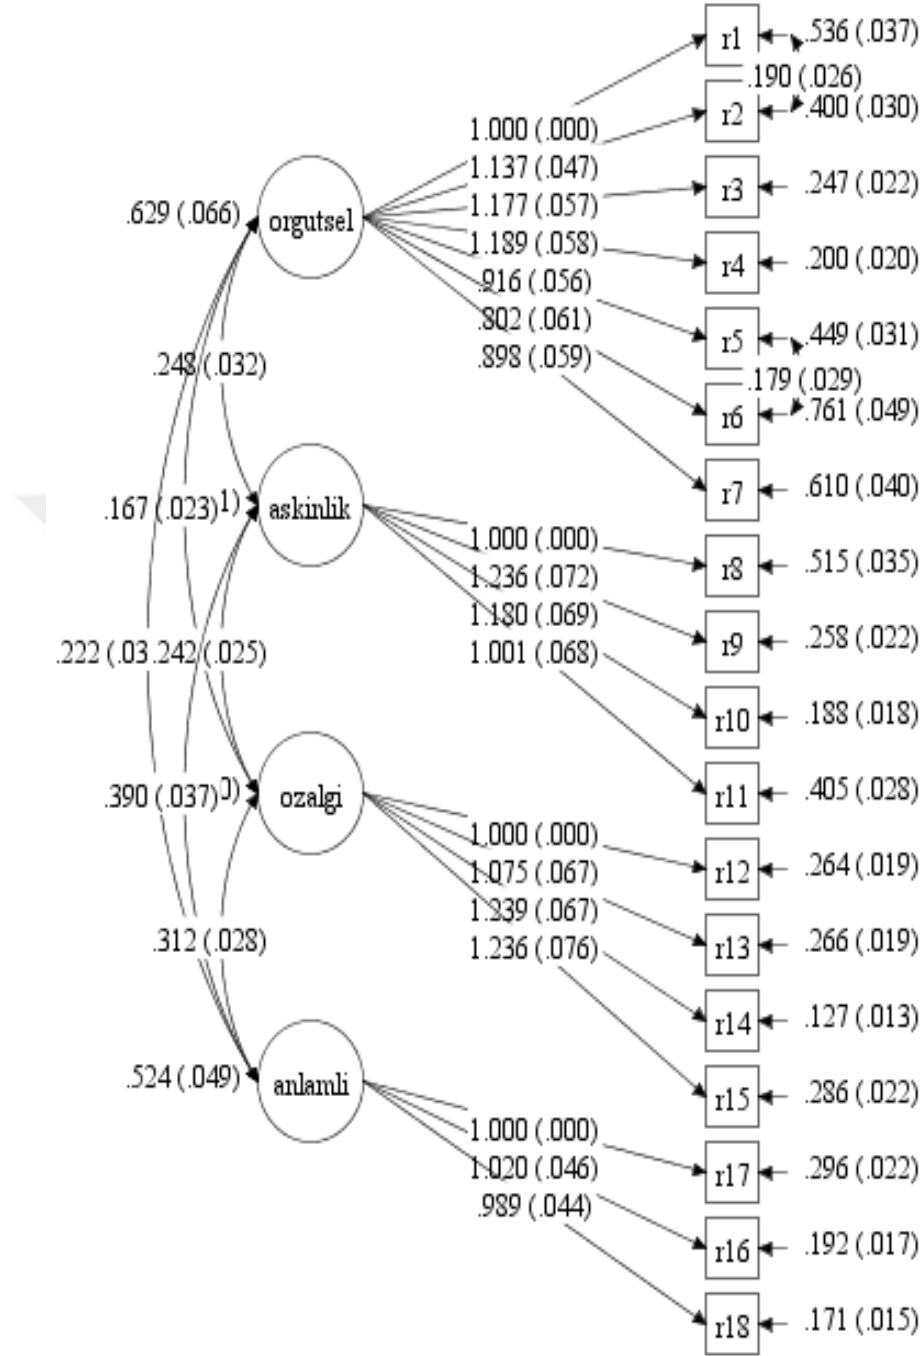 r1
.536 (.037)
.190 (.026)
r2
.400 (.030)
1.000 (.000)
1.137 (.047)
r3
.247 (.022)
1.177 (.057)
.629 (.066)
orgutsel
1.189 (.058)
r4
.200 (.020)
.916 (.056)
.802 (.061)
r5
.449 (.031)
.898 (.059)
.248 (.032)
.179 (.029)
r6
.761 (.049)
r7
.610 (.040)
.167 (.023)
1)
askinlik
1.000 (.000)
r8
.515 (.035)
1.236 (.072)
1.180 (.069)
r9
.258 (.022)
1.001 (.068)
.222 (.03
.242 (.025)
r10
.188 (.018)
.390 (.037)
0)
ozalgi
r11
.405 (.028)
1.000 (.000)
r12
.264 (.019)
1.075 (.067)
1.239 (.067)
r13
.266 (.019)
1.236 (.076)
.312 (.028)
r14
.127 (.013)
.524 (.049)
anlamli
r15
.286 (.022)
1.000 (.000)
1.020 (.046)
r17
.296 (.022)
.989 (.044)
r16
.192 (.017)
r18
.171 (.015)